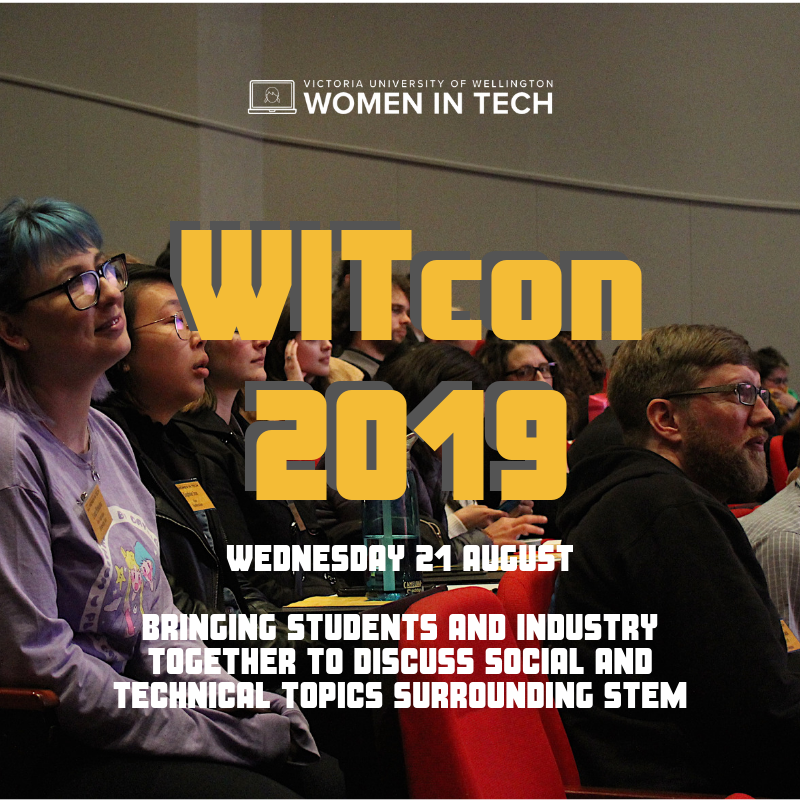 VICTORIA UNIVERSITY OF WELLINGTON
WOMEN IN TECH
WITcon
2019
WEDNESDAY 21 AUGUST
BRINGING STUDENTS AND INDUSTRY
TOGETHER TO DISCUSS SOCIAL AND
TECHNICAL TOPICS SURROUNDING STEM